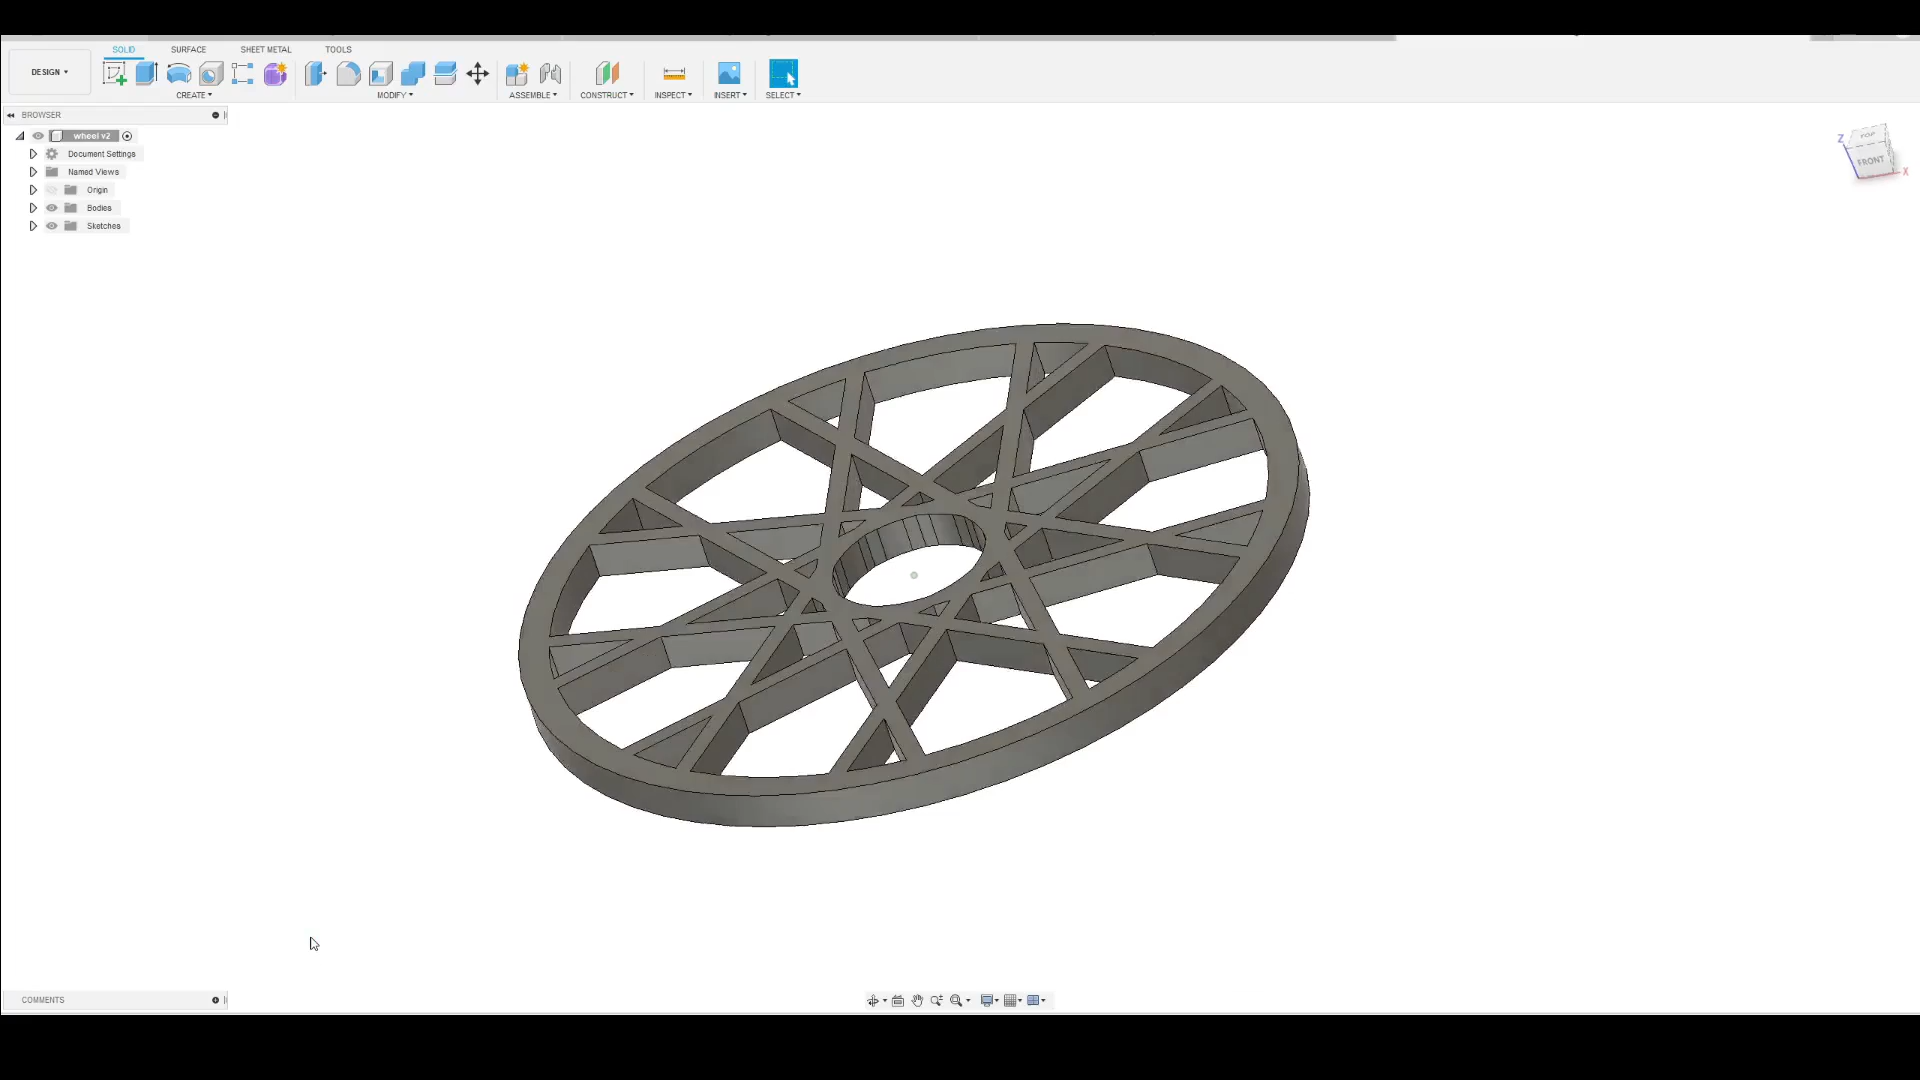 SOLID SURFACE SHEET METAL TOOLS
DESIGN
CREATE MODIFY ASSEMBLE CONSTRUCT INSPECT INSERT SELECT
BROWSER
wheel v2
Document Settings
Named Views
Origin
Bodies
Sketches
TOP
Z
FRONT
X
COMMENTS